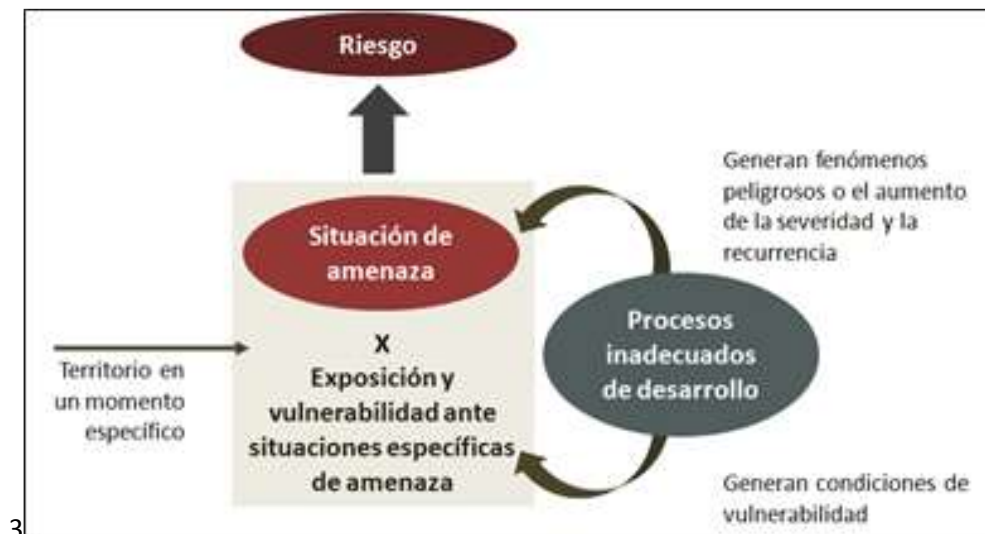 Riesgo
Generan fenómenos
peligrosos o el aumento
de la severidad y la
recurrencia
Situación de
amenaza
Procesos
inadecuados
de desarrollo
X
Exposición y
vulnerabilidad ante
situaciones específicas
de amenaza
Territorio en
un momento
específico
Generan condiciones de
vulnerabilidad
3